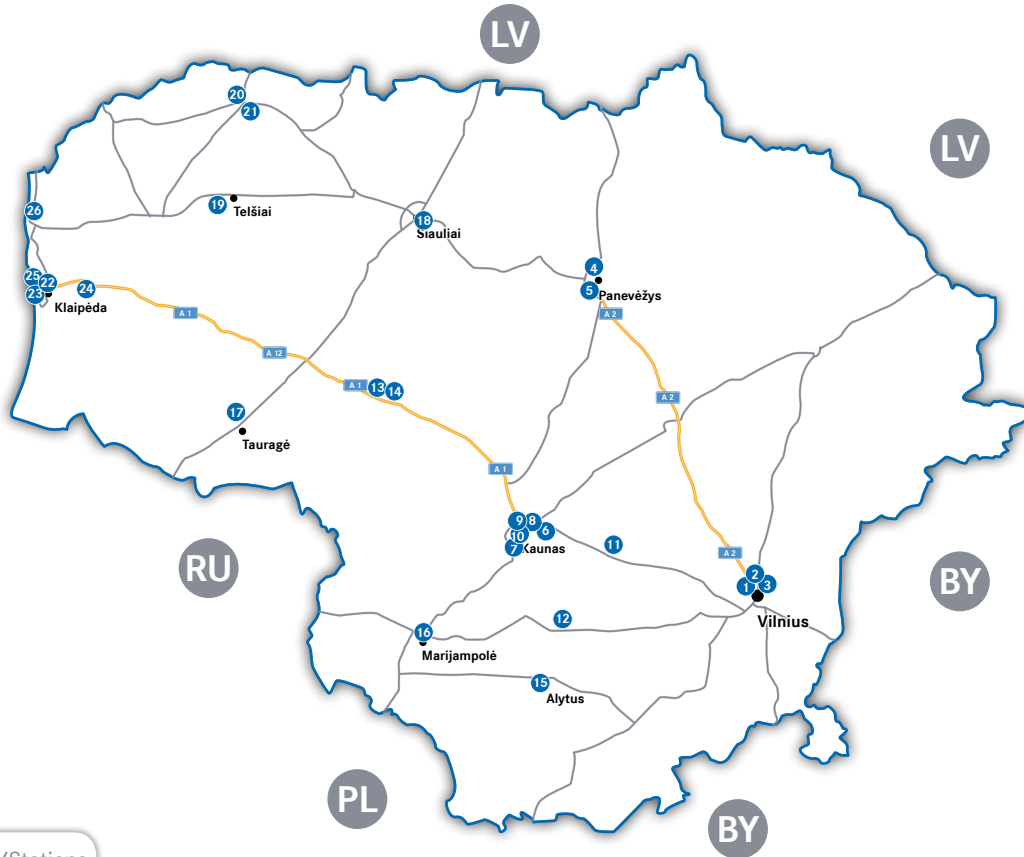 LV
LV
20
21
26
19
Telšiai
18
Šiauliai
25
22
24
23
Klaipėda
4
5
Panevėžys
A 1
A 2
A 12
A 1
13
14
A 2
17
Tauragė
A 1
9
8
6
10
7
Kaunas
11
A 2
RU
BY
2
1
3
Vilnius
12
16
Marijampolė
15
Alytus
PL
BY
/Stations